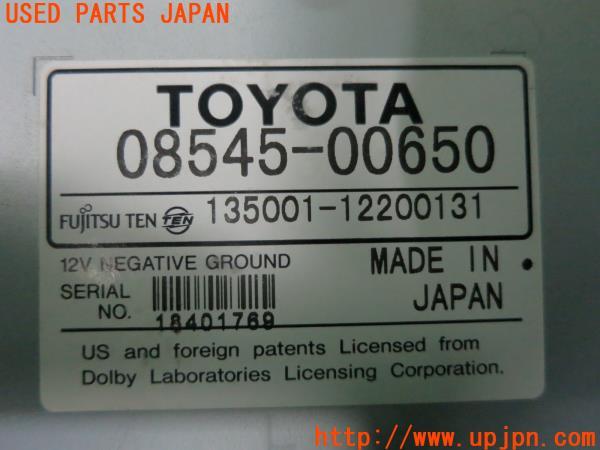 USED PARTS JAPAN
TOYOTA
08545-00650
FUJITSU TEN TEN 135001-12200131
12V NEGATIVE GROUND
MADE IN
JAPAN
SERIAL
NO.
18401769
US and foreign patents Licensed from
Dolby Laboratories Licensing Corporation.
http://www.upjpn.com